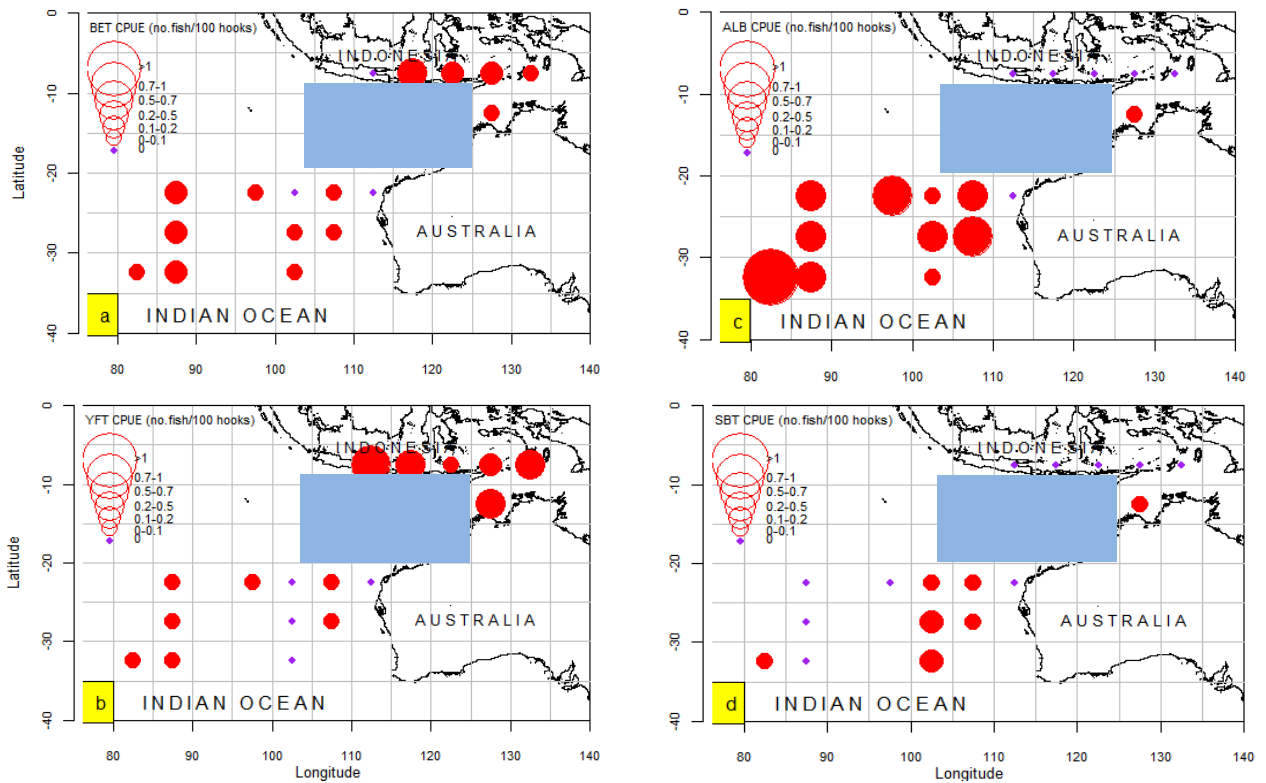 BET CPUE (no.fish/100 hooks)
>1
0.7-1
0.5-0.7
0.2-0.5
0.1-0.2
0-0.1
0
INDONESIA
AUSTRALIA
INDIAN OCEAN
a
Latitude
0
-10
-20
-30
-40
80 90 100 110 120 130 140
ALB CPUE (no.fish/100 hooks)
>1
0.7-1
0.5-0.7
0.2-0.5
0.1-0.2
0-0.1
0
INDONESIA
AUSTRALIA
INDIAN OCEAN
c
0
-10
-20
-30
-40
80 90 100 110 120 130 140
YFT CPUE (no.fish/100 hooks)
>1
0.7-1
0.5-0.7
0.2-0.5
0.1-0.2
0-0.1
0
INDONESIA
AUSTRALIA
INDIAN OCEAN
b
Latitude
0
-10
-20
-30
-40
80 90 100 110 120 130 140
Longitude
SBT CPUE (no.fish/100 hooks)
>1
0.7-1
0.5-0.7
0.2-0.5
0.1-0.2
0-0.1
0
INDONESIA
AUSTRALIA
INDIAN OCEAN
d
0
-10
-20
-30
-40
80 90 100 110 120 130 140
Longitude